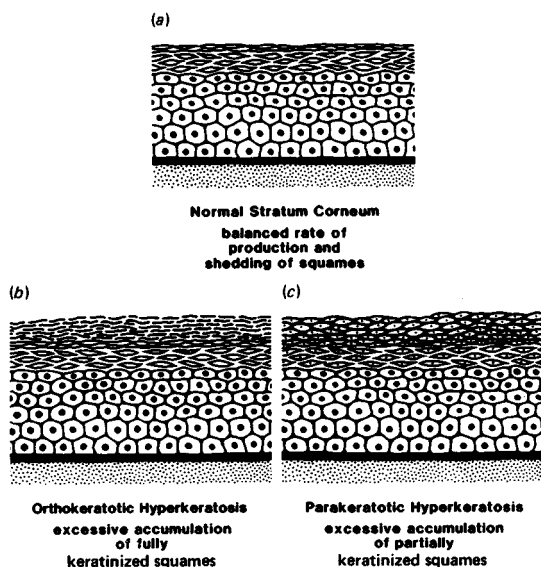 (a)
Normal Stratum Corneum
balanced rate of
production and
shedding of squames
(b)
Orthokeratotic Hyperkeratosis
excessive accumulation
of fully
keratinized squames
(c)
Parakeratotic Hyperkeratosis
excessive accumulation
of partially
keratinized squames